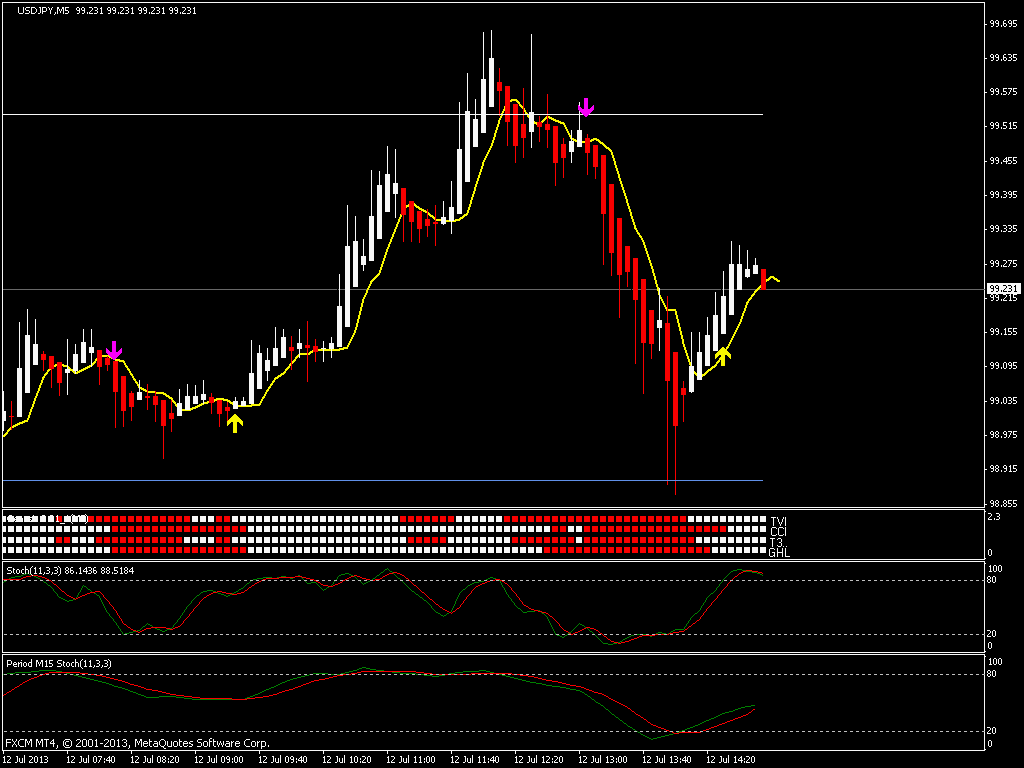 USDJPY,M5 99.231 99.231 99.231 99.231
99.695
99.635
99.575
99.515
99.455
99.395
99.335
99.275
99.231
99.215
99.155
99.095
99.035
98.975
98.915
98.855
2.3
TVI
CCI
T3
GHL
0
Stoch(11,3,3) 86.1436 88.5184
100
80
20
0
Period M15 Stoch(11,3,3)
100
80
20
0
FXCM MT4, © 2001-2013, MetaQuotes Software Corp.
12 Jul 2013 12 Jul 07:40 12 Jul 08:20 12 Jul 09:00 12 Jul 09:40 12 Jul 10:20 12 Jul 11:00 12 Jul 11:40 12 Jul 12:20 12 Jul 13:00 12 Jul 13:40 12 Jul 14:20